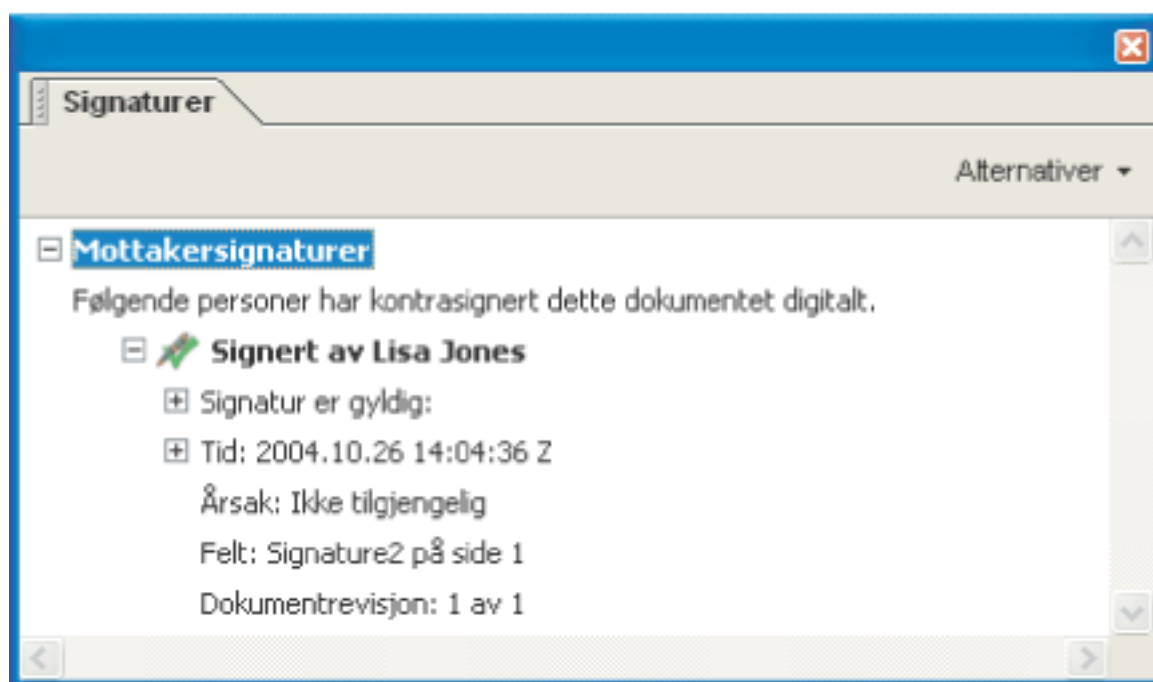 Signaturer
Alternativer
Mottakersignaturer
Følgende personer har kontrasignert dette dokumentet digitalt.
Signert av Lisa Jones
Signatur er gyldig:
Tid: 2004.10.26 14:04:36 Z
Årsak: Ikke tilgjengelig
Felt: Signature2 på side 1
Dokumentrevisjon: 1 av 1